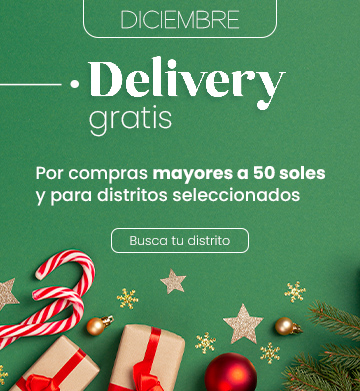 DICIEMBRE
Delivery
gratis
Por compras mayores a 50 soles
y para distritos seleccionados
Busca tu distrito